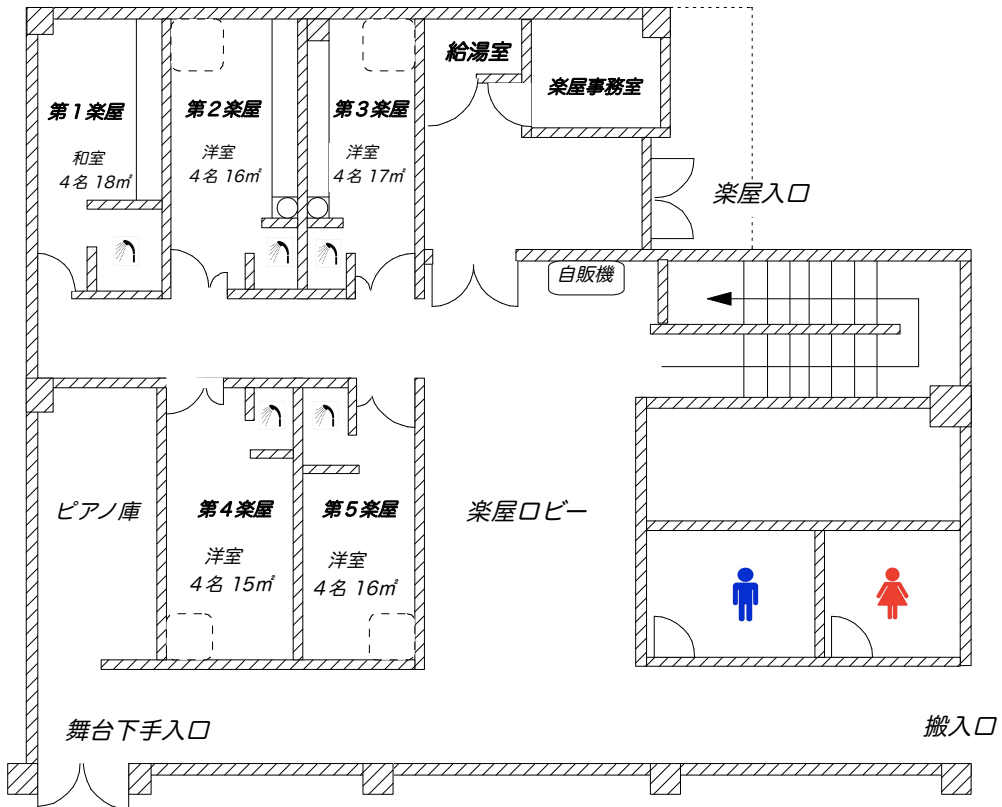 給湯室
楽屋事務室
第1楽屋
和室
4名 18㎡
第2楽屋
洋室
4名 16㎡
第3楽屋
洋室
4名 17㎡
楽屋入口
自販機
ピアノ庫
第4楽屋
洋室
4名 15㎡
第5楽屋
洋室
4名 16㎡
楽屋ロビー
舞台下手入口
搬入口